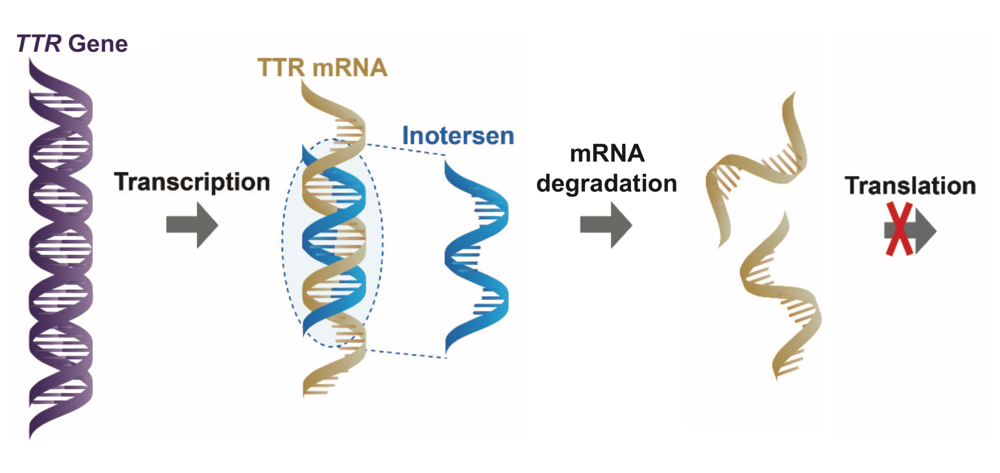 TTR Gene
TTR mRNA
Transcription
Inotersen
mRNA
degradation
Translation